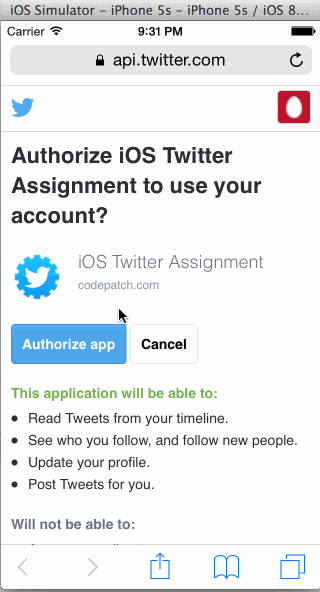 iOS Simulator – iPhone 5s – iPhone 5s / iOS 8...
Carrier 9:31 PM
api.twitter.com
Authorize iOS Twitter
Assignment to use your
account?
iOS Twitter Assignment
codepatch.com
Authorize app Cancel
This application will be able to:
• Read Tweets from your timeline.
• See who you follow, and follow new people.
• Update your profile.
• Post Tweets for you.
Will not be able to: